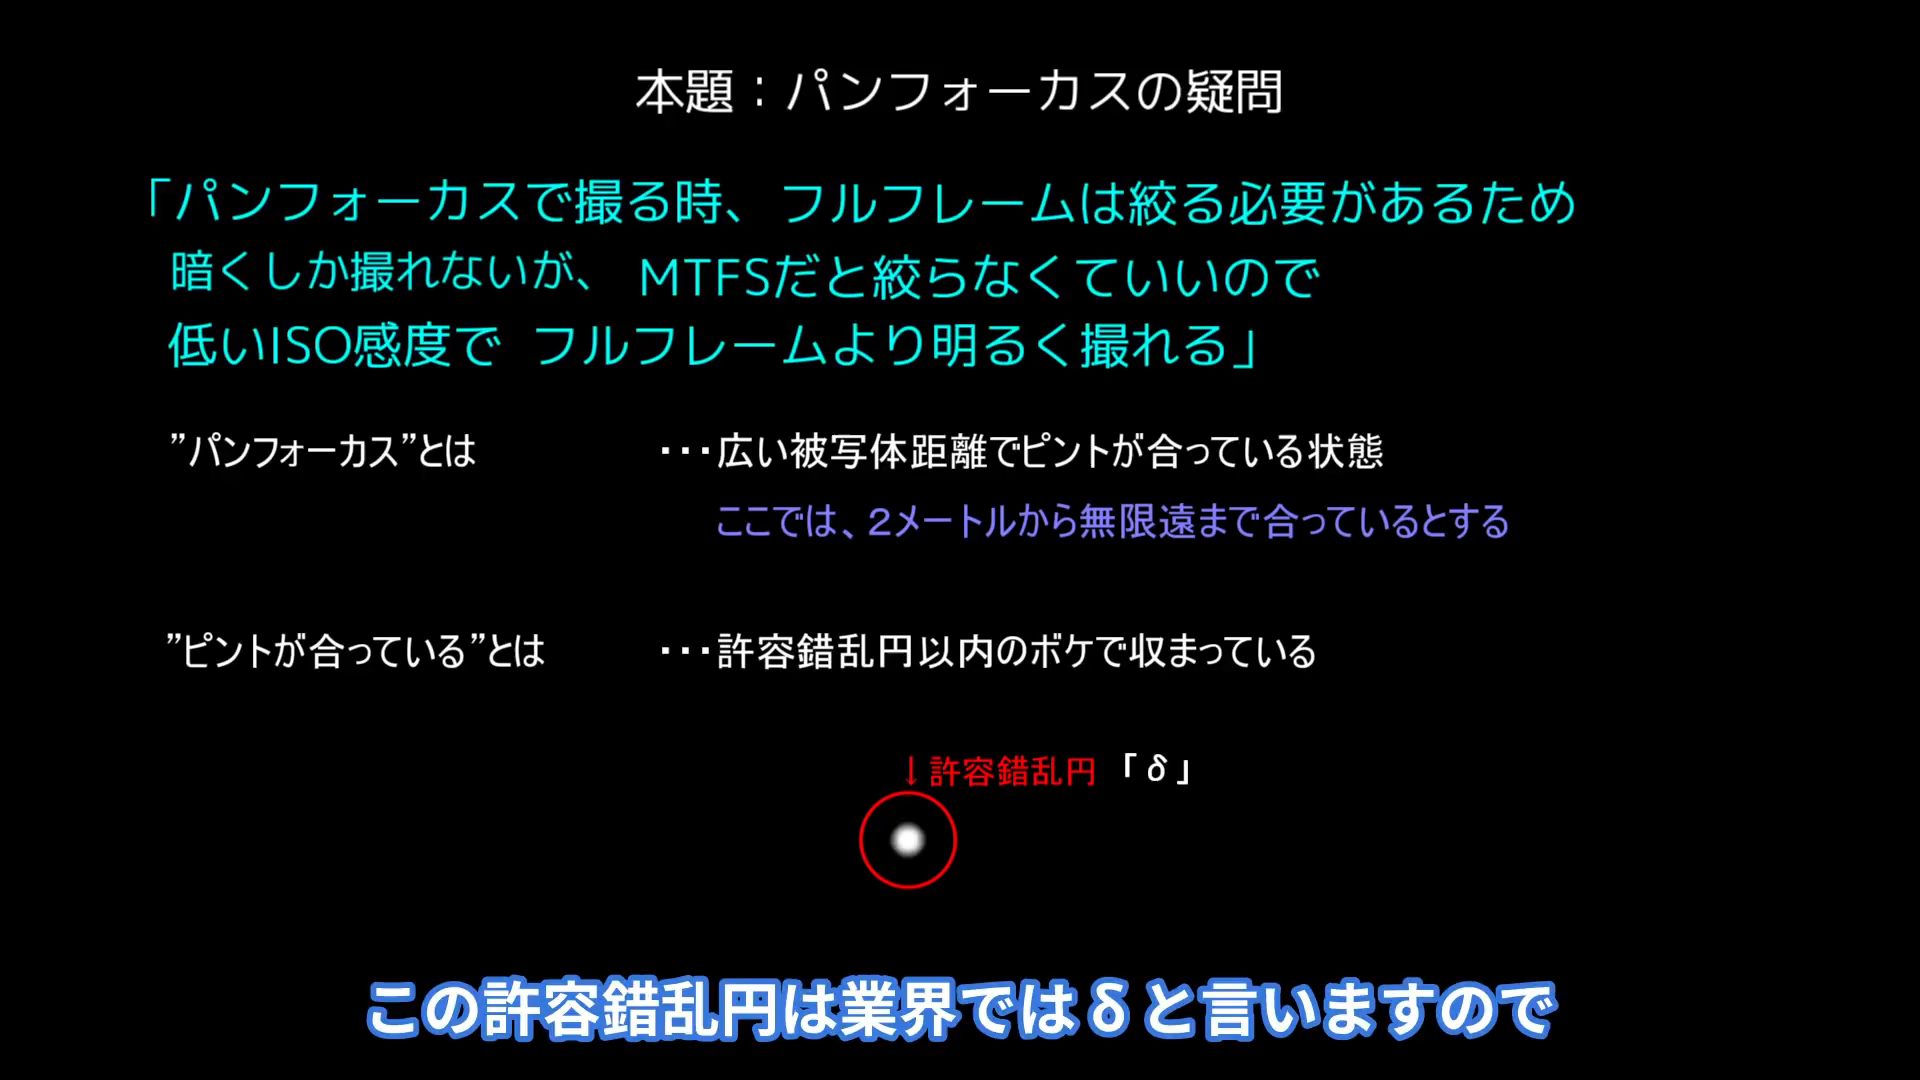 本題：パンフォーカスの疑問
「パンフォーカスで撮る時、フルフレームは絞る必要があるため
暗くしか撮れないが、 MTFSだと絞らなくていいので
低いISO感度で フルフレームより明るく撮れる」
”パンフォーカス”とは ･･･広い被写体距離でピントが合っている状態
ここでは、2メートルから無限遠まで合っているとする
”ピントが合っている”とは ･･･許容錯乱円以内のボケで収まっている
↓許容錯乱円 「δ」
この許容錯乱円は業界ではδと言いますので